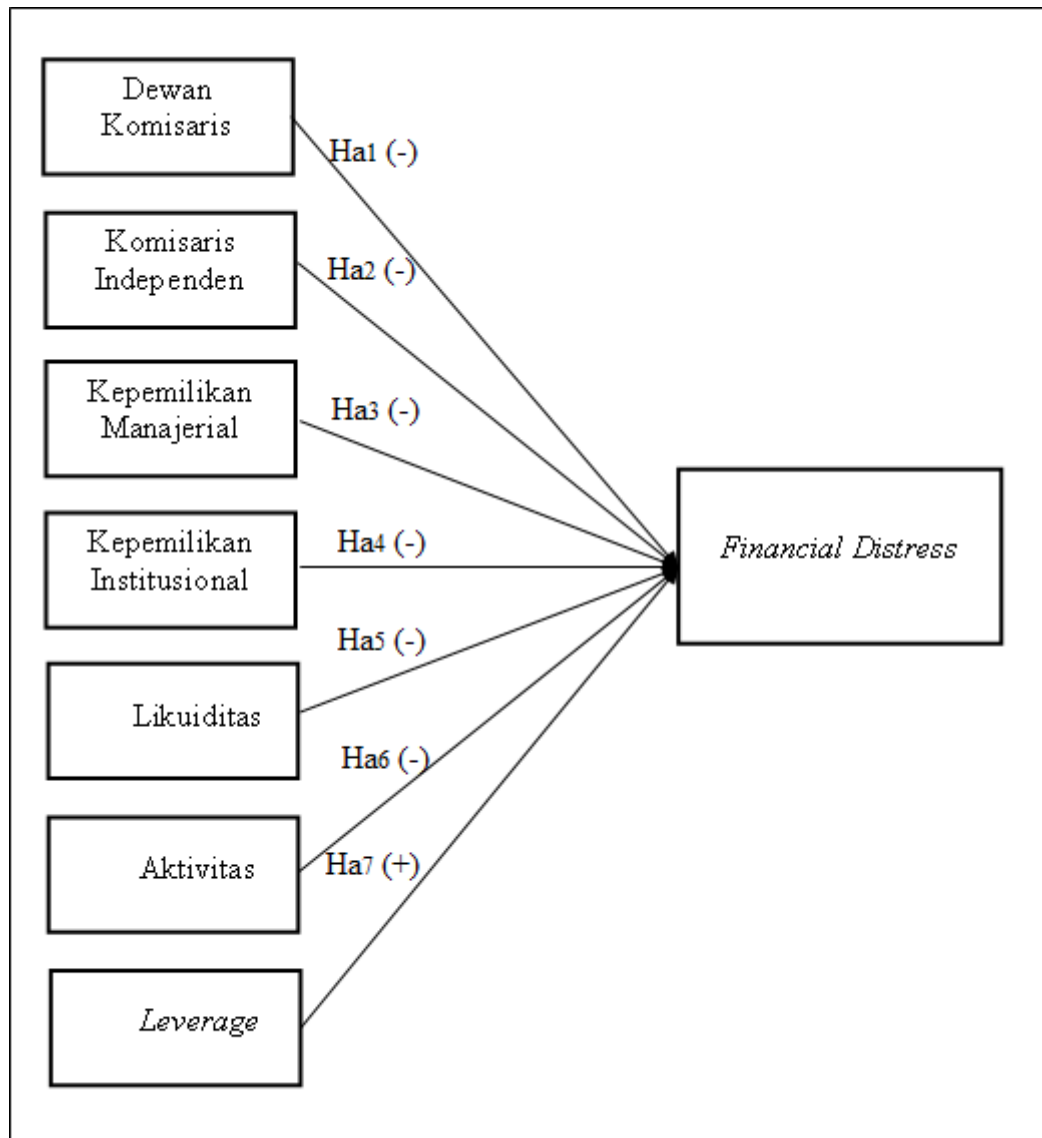 Dewan
Komisaris
Ha1 (-)
Komisaris
Independen
Ha2 (-)
Kepemilikan
Manajerial
Ha3 (-)
Kepemilikan
Institusional
Ha4 (-)
Financial Distress
Ha5 (-)
Likuiditas
Ha6 (-)
Aktivitas
Ha7 (+)
Leverage